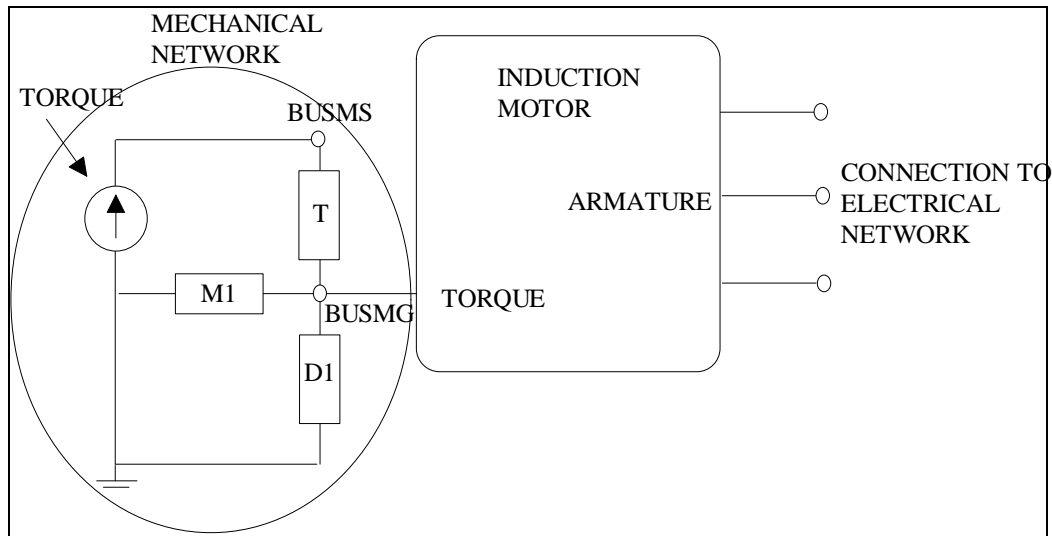 MECHANICAL
NETWORK
TORQUE
BUSMS
T
M1
BUSMG
D1
INDUCTION
MOTOR
ARMATURE
TORQUE
CONNECTION TO
ELECTRICAL
NETWORK